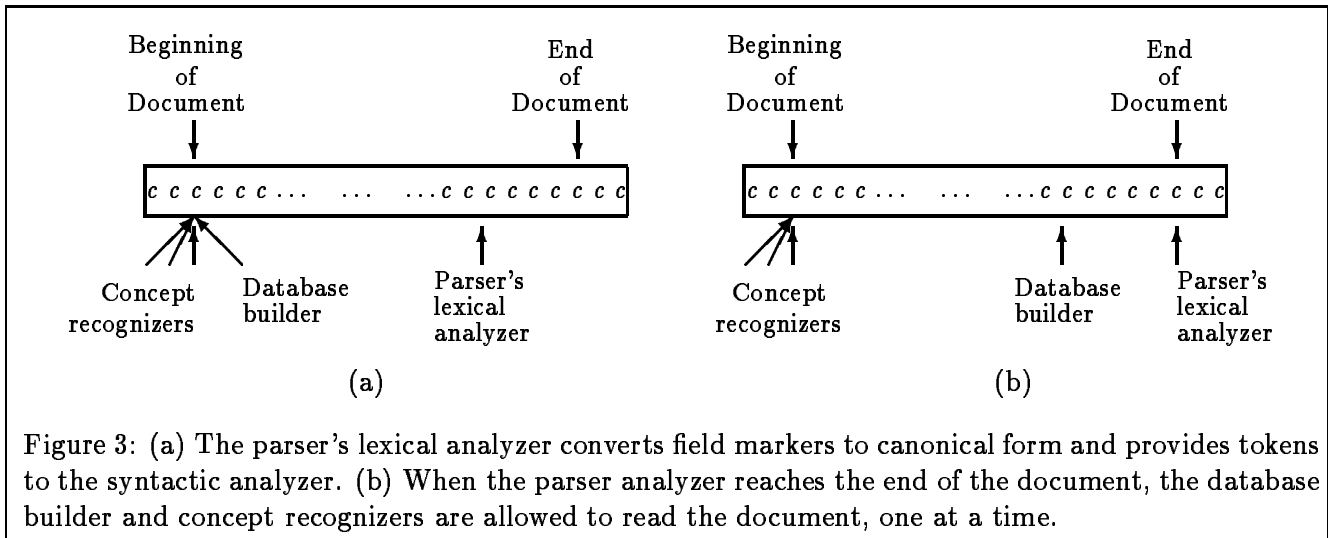 Beginning
of
Document
End
of
Document
c c c c c c ... ... ...c c c c c c c c c
Concept
recognizers
Database
builder
Parser's
lexical
analyzer
(a)
Beginning
of
Document
End
of
Document
c c c c c c ... ... ...c c c c c c c c c
Concept
recognizers
Database
builder
Parser's
lexical
analyzer
(b)
Figure 3: (a) The parser's lexical analyzer converts field markers to canonical form and provides tokens
to the syntactic analyzer. (b) When the parser analyzer reaches the end of the document, the database
builder and concept recognizers are allowed to read the document, one at a time.